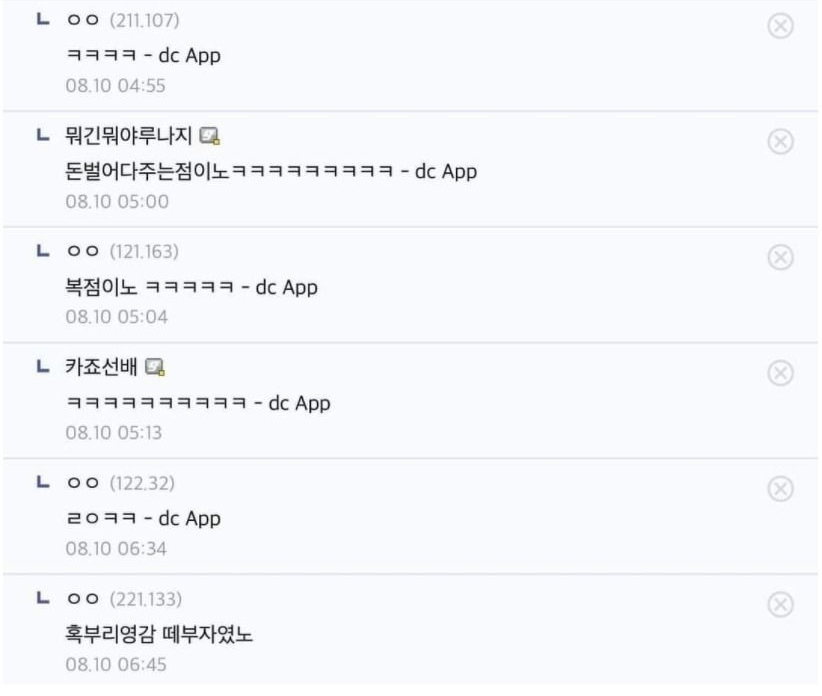 ㄴ ㅇㅇ (211.107)
ㅋㅋㅋㅋ - dc App
08.10 04:55
ㄴ 뭐긴뭐야루나지
돈벌어다주는점이노ㅋㅋㅋㅋㅋㅋㅋㅋㅋ - dc App
08.10 05:00
ㄴ ㅇㅇ (121.163)
복점이노 ㅋㅋㅋㅋㅋ - dc App
08.10 05:04
ㄴ 카죠선배
ㅋㅋㅋㅋㅋㅋㅋㅋㅋㅋ - dc App
08.10 05:13
ㄴ ㅇㅇ (122.32)
ㄹㅇㅋㅋ - dc App
08.10 06:34
ㄴ ㅇㅇ (221.133)
혹부리영감 떼부자였노
08.10 06:45